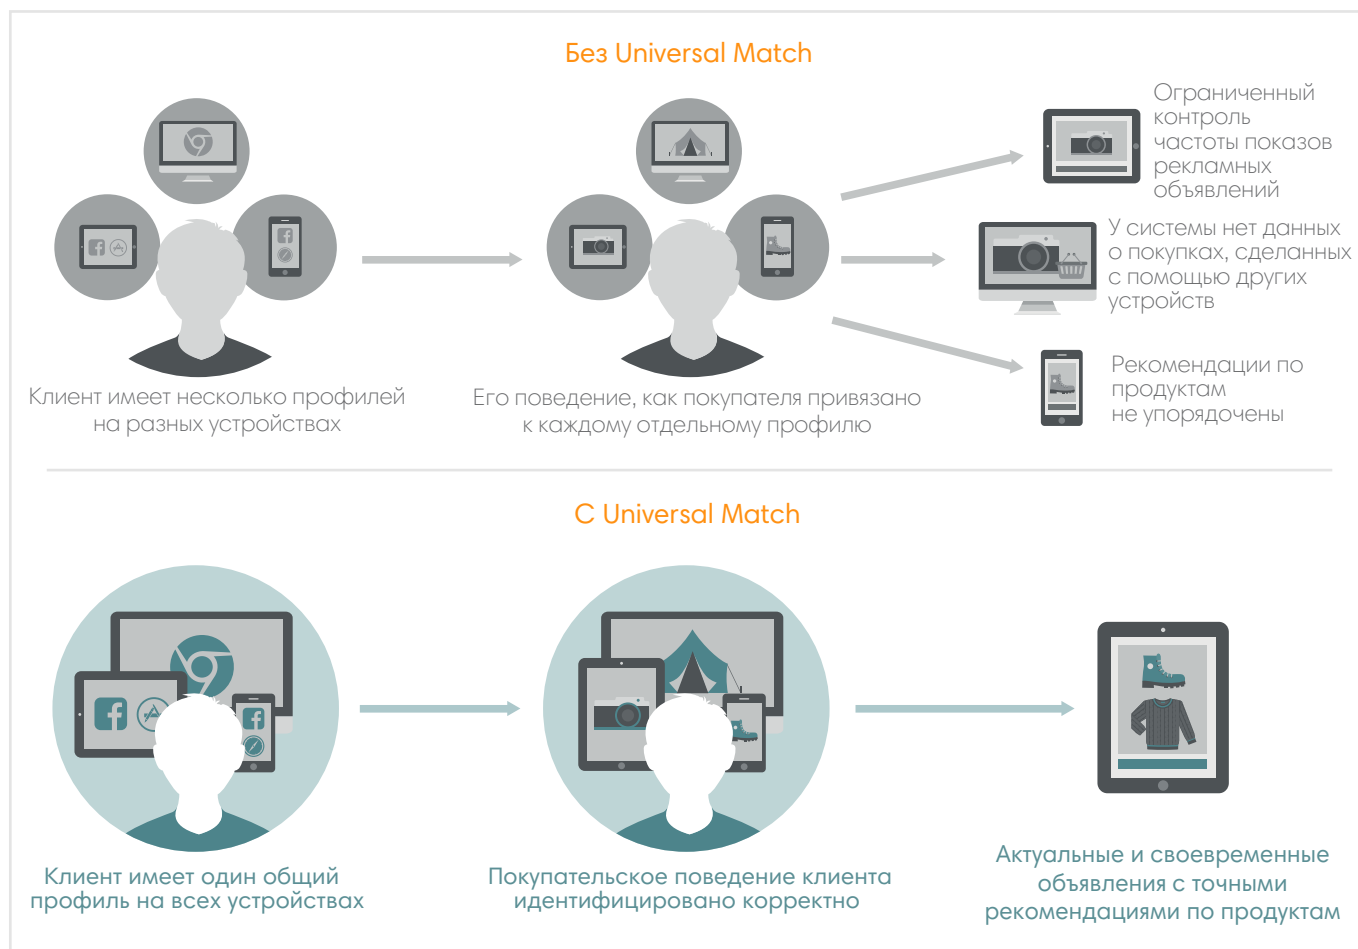 Без Universal Match
Ограниченный
контроль
частоты показов
рекламных
объявлений
У системы нет данных
о покупках, сделанных
с помощью других
устройств
Рекомендации по
продуктам
не упорядочены
Клиент имеет несколько профилей
на разных устройствах
Его поведение, как покупателя привязано
к каждому отдельному профилю
С Universal Match
Клиент имеет один общий
профиль на всех устройствах
Покупательское поведение клиента
идентифицировано корректно
Актуальные и своевременные
объявления с точными
рекомендациями по продуктам